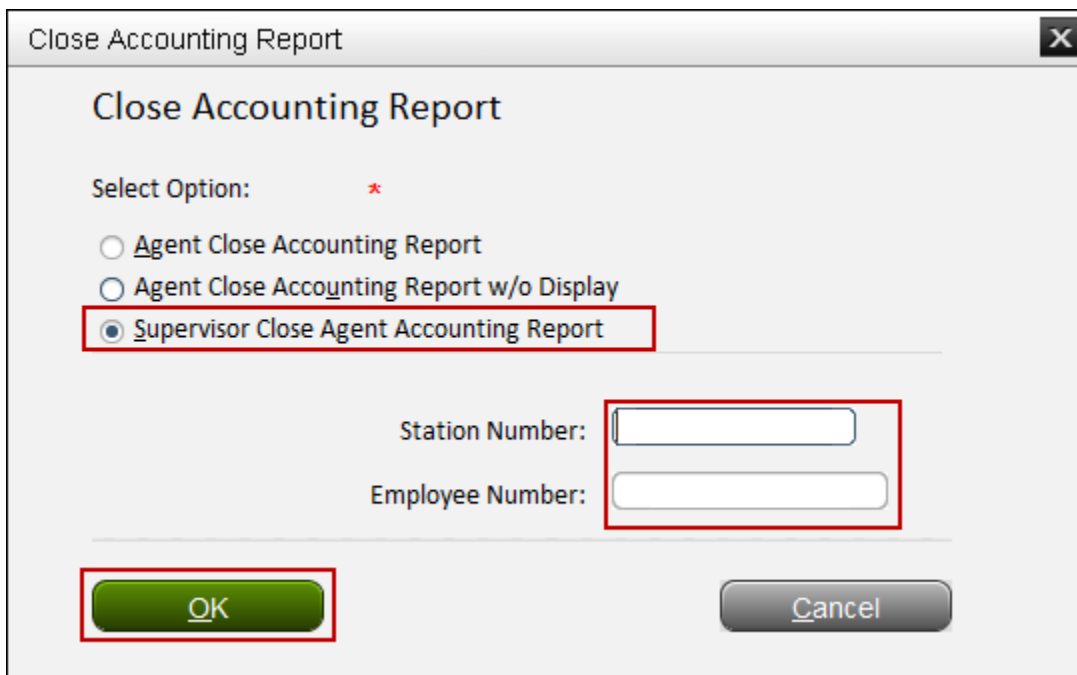 Close Accounting Report
X
Close Accounting Report
Select Option: *
Agent Close Accounting Report
Agent Close Accounting Report w/o Display
Supervisor Close Agent Accounting Report
Station Number:
Employee Number:
OK Cancel